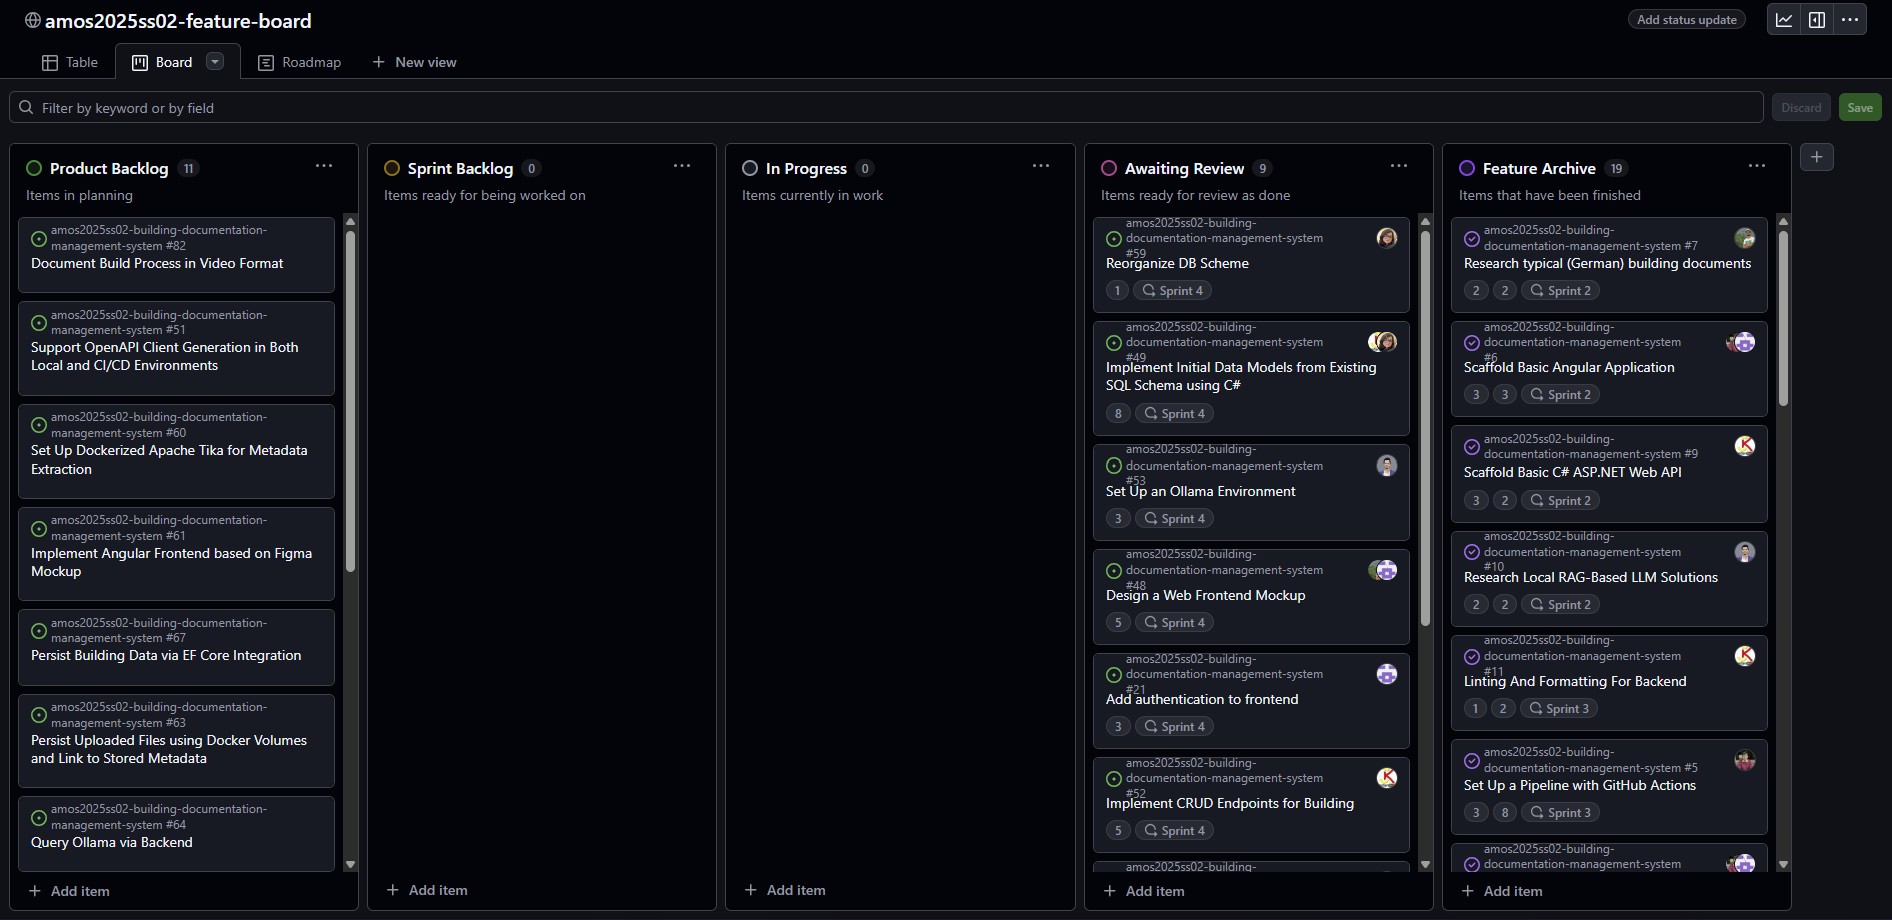 amos2025ss02-feature-board
Add status update
Table
Board
Roadmap
New view
Filter by keyword or by field
Discard
Save
Product Backlog 11
Items in planning
amos2025ss02-building-documentation-
management-system #82
Document Build Process in Video Format
amos2025ss02-building-documentation-
management-system #51
Support OpenAPI Client Generation in Both
Local and CI/CD Environments
amos2025ss02-building-documentation-
management-system #60
Set Up Dockerized Apache Tika for Metadata
Extraction
amos2025ss02-building-documentation-
management-system #61
Implement Angular Frontend based on Figma
Mockup
amos2025ss02-building-documentation-
management-system #67
Persist Building Data via EF Core Integration
amos2025ss02-building-documentation-
management-system #63
Persist Uploaded Files using Docker Volumes
and Link to Stored Metadata
amos2025ss02-building-documentation-
management-system #64
Query Ollama via Backend
Add item
Sprint Backlog 0
Items ready for being worked on
Add item
In Progress 0
Items currently in work
Add item
Awaiting Review 9
Items ready for review as done
amos2025ss02-building-
documentation-management-system
#59
Reorganize DB Scheme
1 Sprint 4
amos2025ss02-building-
documentation-management-system
#49
Implement Initial Data Models from Existing
SQL Schema using C#
8 Sprint 4
amos2025ss02-building-
documentation-management-system
#53
Set Up an Ollama Environment
3 Sprint 4
amos2025ss02-building-
documentation-management-system
#48
Design a Web Frontend Mockup
5 Sprint 4
amos2025ss02-building-
documentation-management-system
#21
Add authentication to frontend
3 Sprint 4
amos2025ss02-building-
documentation-management-system
#52
Implement CRUD Endpoints for Building
5 Sprint 4
amos2025ss02-building-
Add item
Feature Archive 19
Items that have been finished
amos2025ss02-building-
documentation-management-system #7
Research typical (German) building documents
2 2 Sprint 2
amos2025ss02-building-
documentation-management-system
#6
Scaffold Basic Angular Application
3 3 Sprint 2
amos2025ss02-building-
documentation-management-system #9
Scaffold Basic C# ASP.NET Web API
3 2 Sprint 2
amos2025ss02-building-
documentation-management-system
#10
Research Local RAG-Based LLM Solutions
2 2 Sprint 2
amos2025ss02-building-
documentation-management-system
#11
Linting And Formatting For Backend
1 2 Sprint 3
amos2025ss02-building-
documentation-management-system #5
Set Up a Pipeline with GitHub Actions
3 8 Sprint 3
amos2025ss02-building-
documentation-management-system
Add item